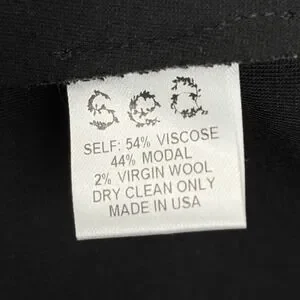 SELF: 54% VISCOSE
44% MODAL
2% VIRGIN WOOL
DRY CLEAN ONLY
MADE IN USA